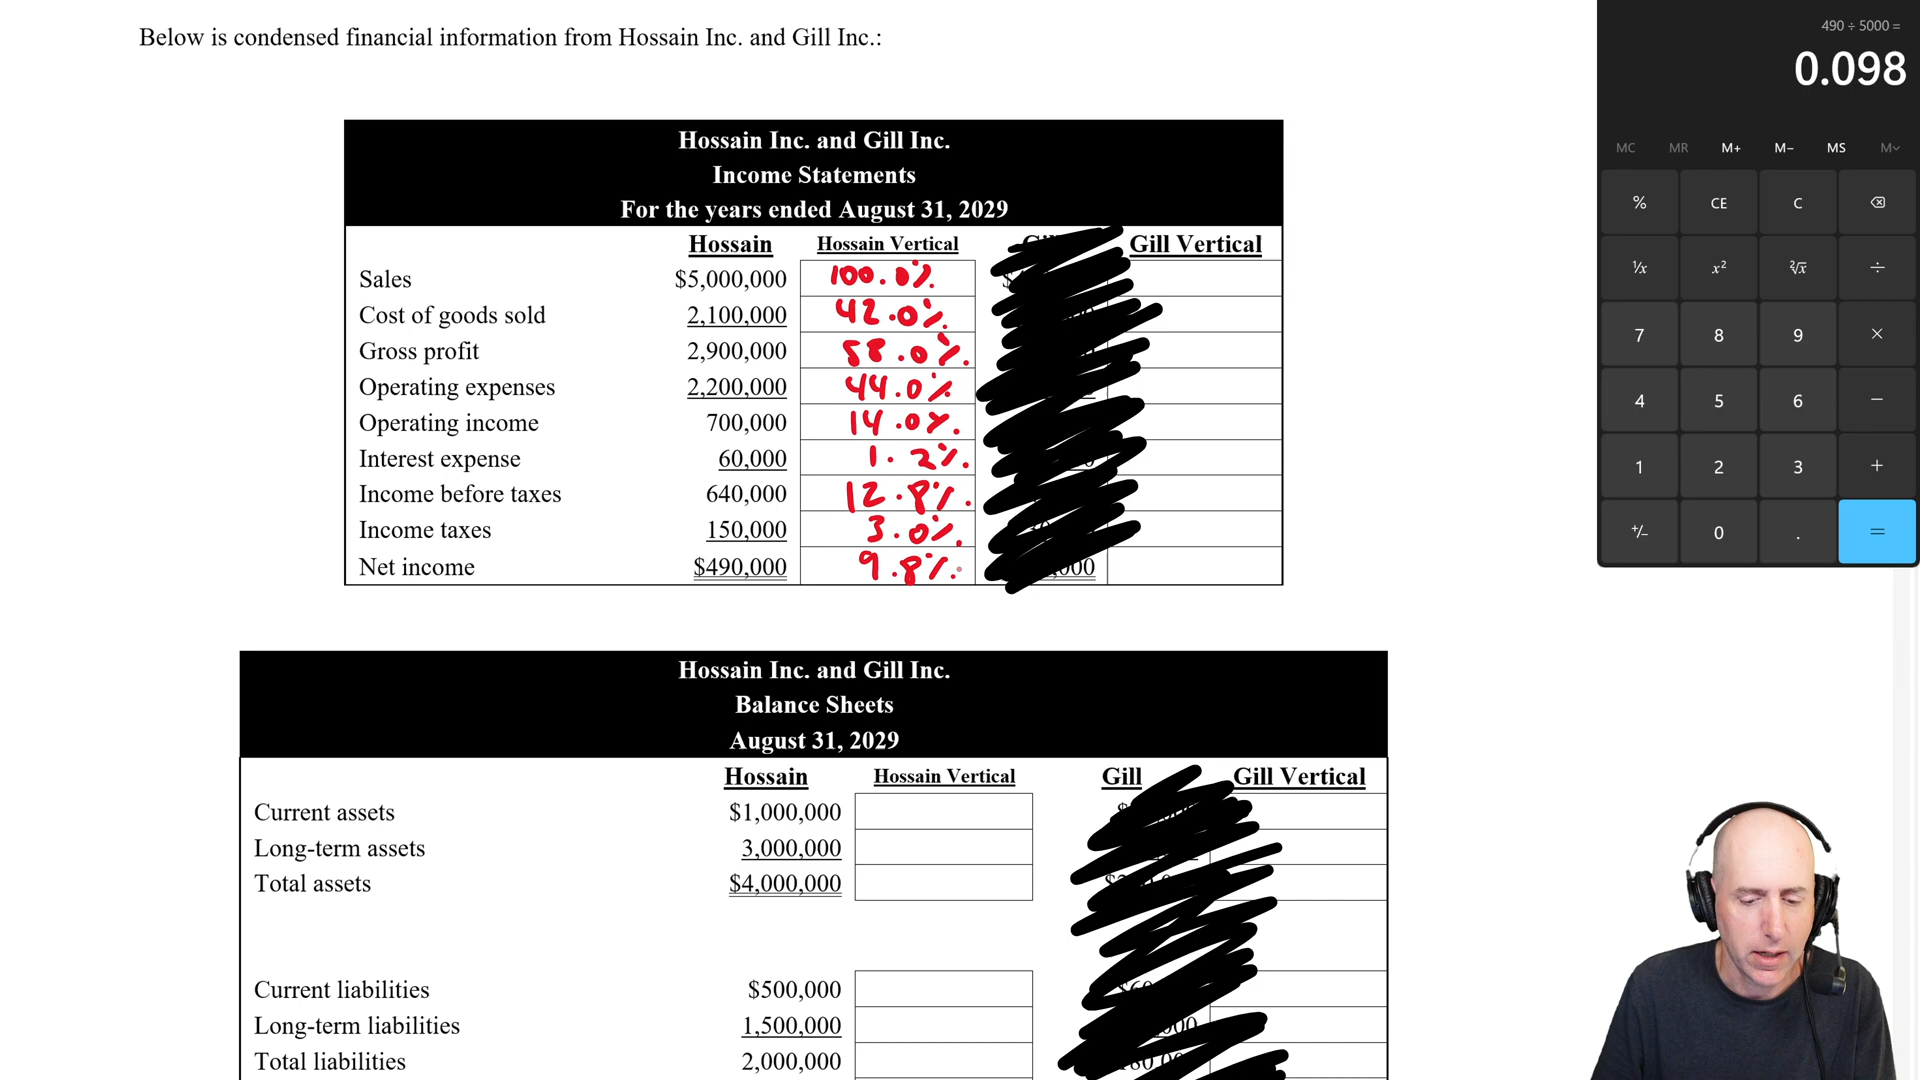 Below is condensed financial information from Hossain Inc. and Gill Inc.:
Hossain Inc. and Gill Inc.
Income Statements
For the years ended August 31, 2029
Hossain Hossain Vertical Gill Vertical
Sales $5,000,000 100.0%
Cost of goods sold 2,100,000 42.0%
Gross profit 2,900,000 58.0%
Operating expenses 2,200,000 44.0%
Operating income 700,000 14.0%
Interest expense 60,000 1.2%
Income before taxes 640,000 12.8%
Income taxes 150,000 3.0%
Net income $490,000 9.8%
Hossain Inc. and Gill Inc.
Balance Sheets
August 31, 2029
Hossain Hossain Vertical Gill Gill Vertical
Current assets $1,000,000
Long-term assets 3,000,000
Total assets $4,000,000
Current liabilities $500,000
Long-term liabilities 1,500,000
Total liabilities 2,000,000
490 ÷ 5000 =
0.098
MC MR M+ M− MS M˅
% CE C ⌫
¹/x x² ²√x ÷
7 8 9 ×
4 5 6 −
1 2 3 +
+/− 0 . =